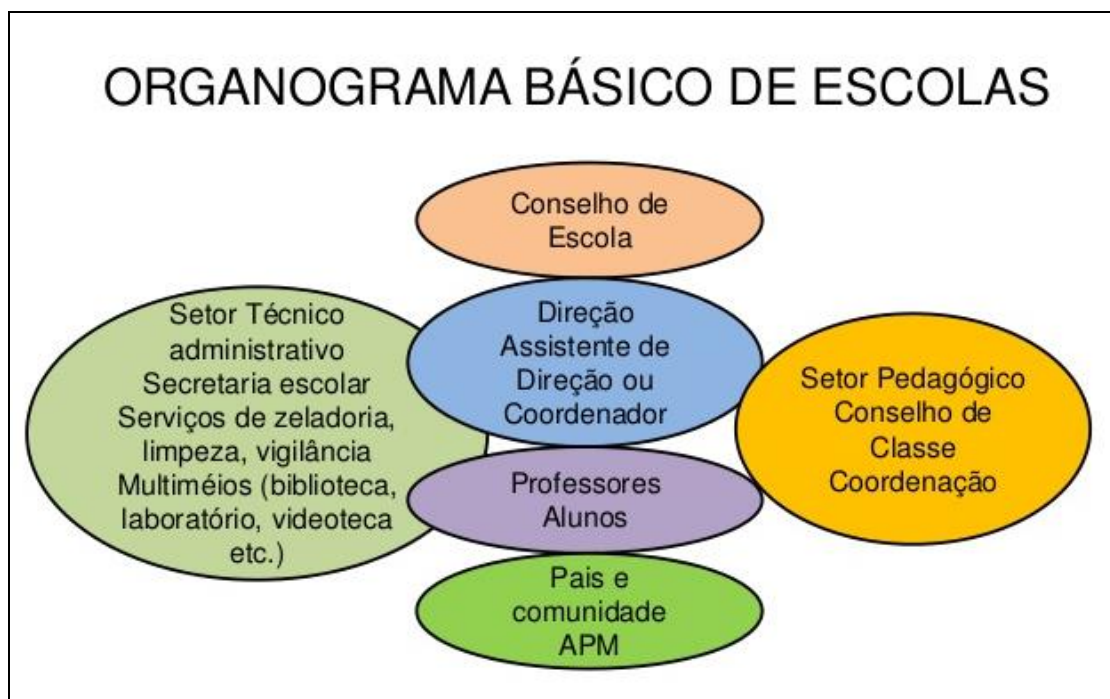 ORGANOGRAMA BÁSICO DE ESCOLAS
Conselho de
Escola
Setor Técnico
administrativo
Secretaria escolar
Serviços de zeladoria,
limpeza, vigilância
Multiméios (biblioteca,
laboratório, videoteca
etc.)
Direção
Assistente de
Direção ou
Coordenador
Setor Pedagógico
Conselho de
Classe
Coordenação
Professores
Alunos
Pais e
comunidade
APM